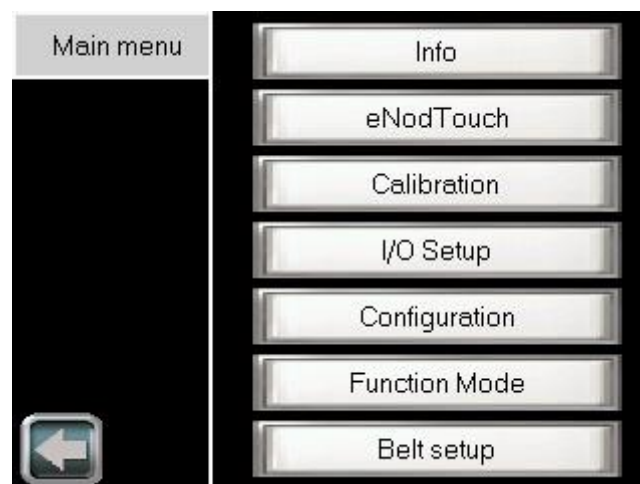 Main menu
Info
eNodTouch
Calibration
I/O Setup
Configuration
Function Mode
Belt setup